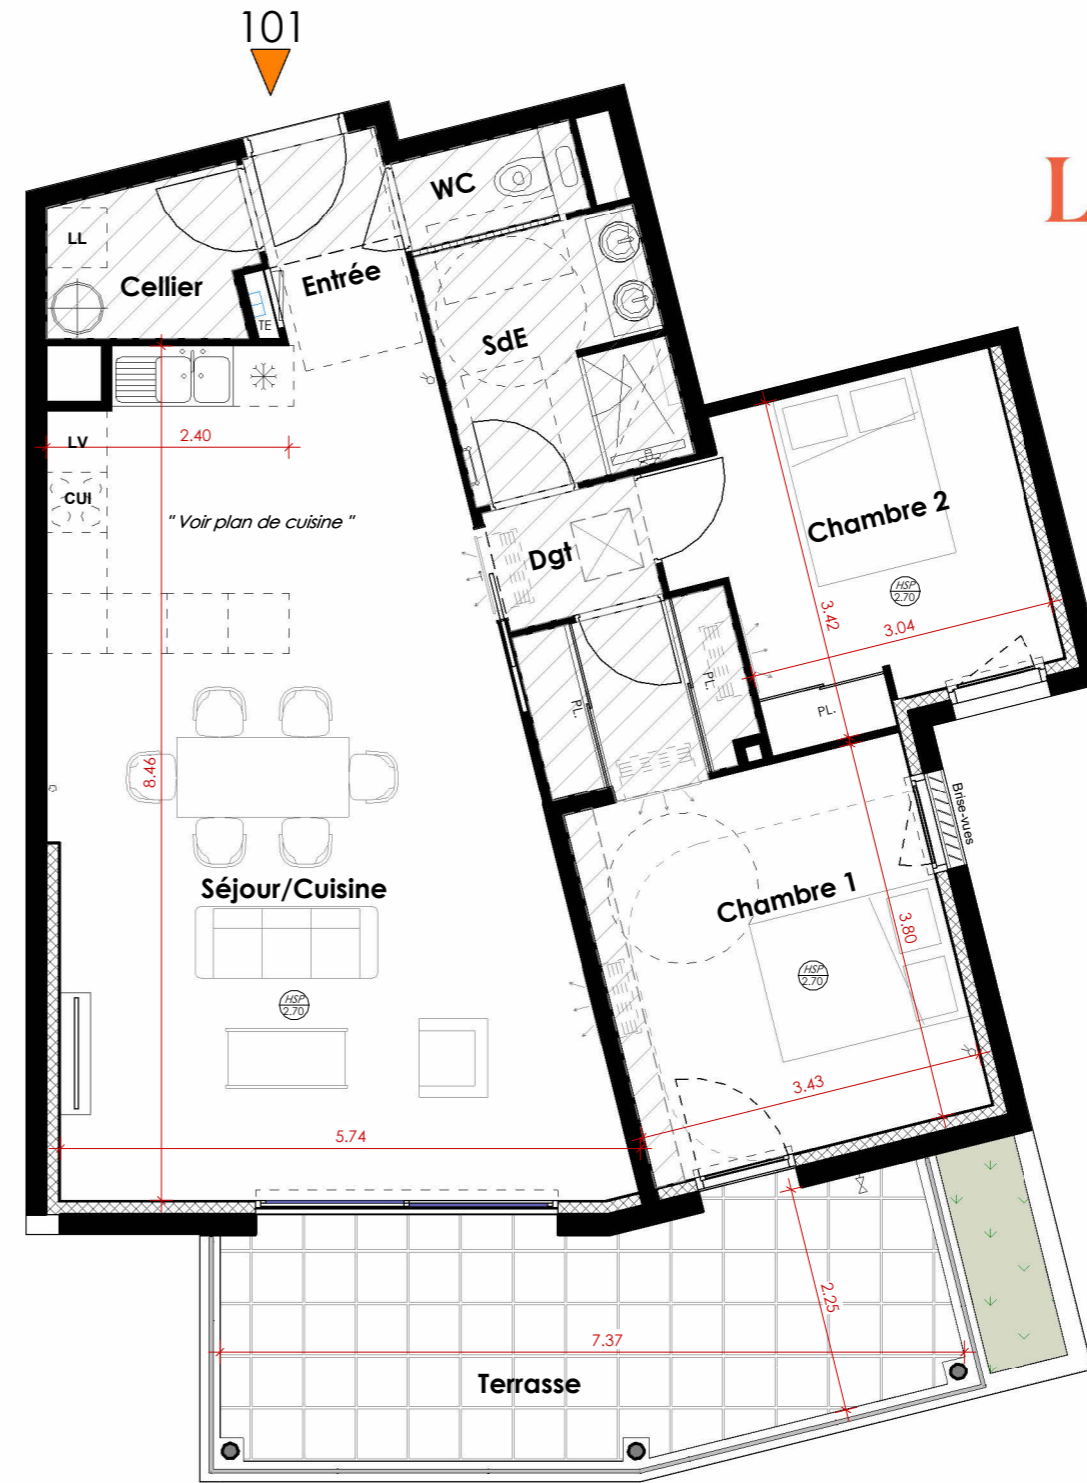 101
L
WC
LL
Cellier
Entrée
TE
SdE
LV
2.40
CUI
"Voir plan de cuisine"
Dgt
Chambre 2
HSP
2.70
3.42
3.04
PL.
PL.
PL.
8.46
Brise-vues
Séjour/Cuisine
Chambre 1
3.80
HSP
2.70
HSP
2.70
3.43
5.74
2.25
7.37
Terrasse